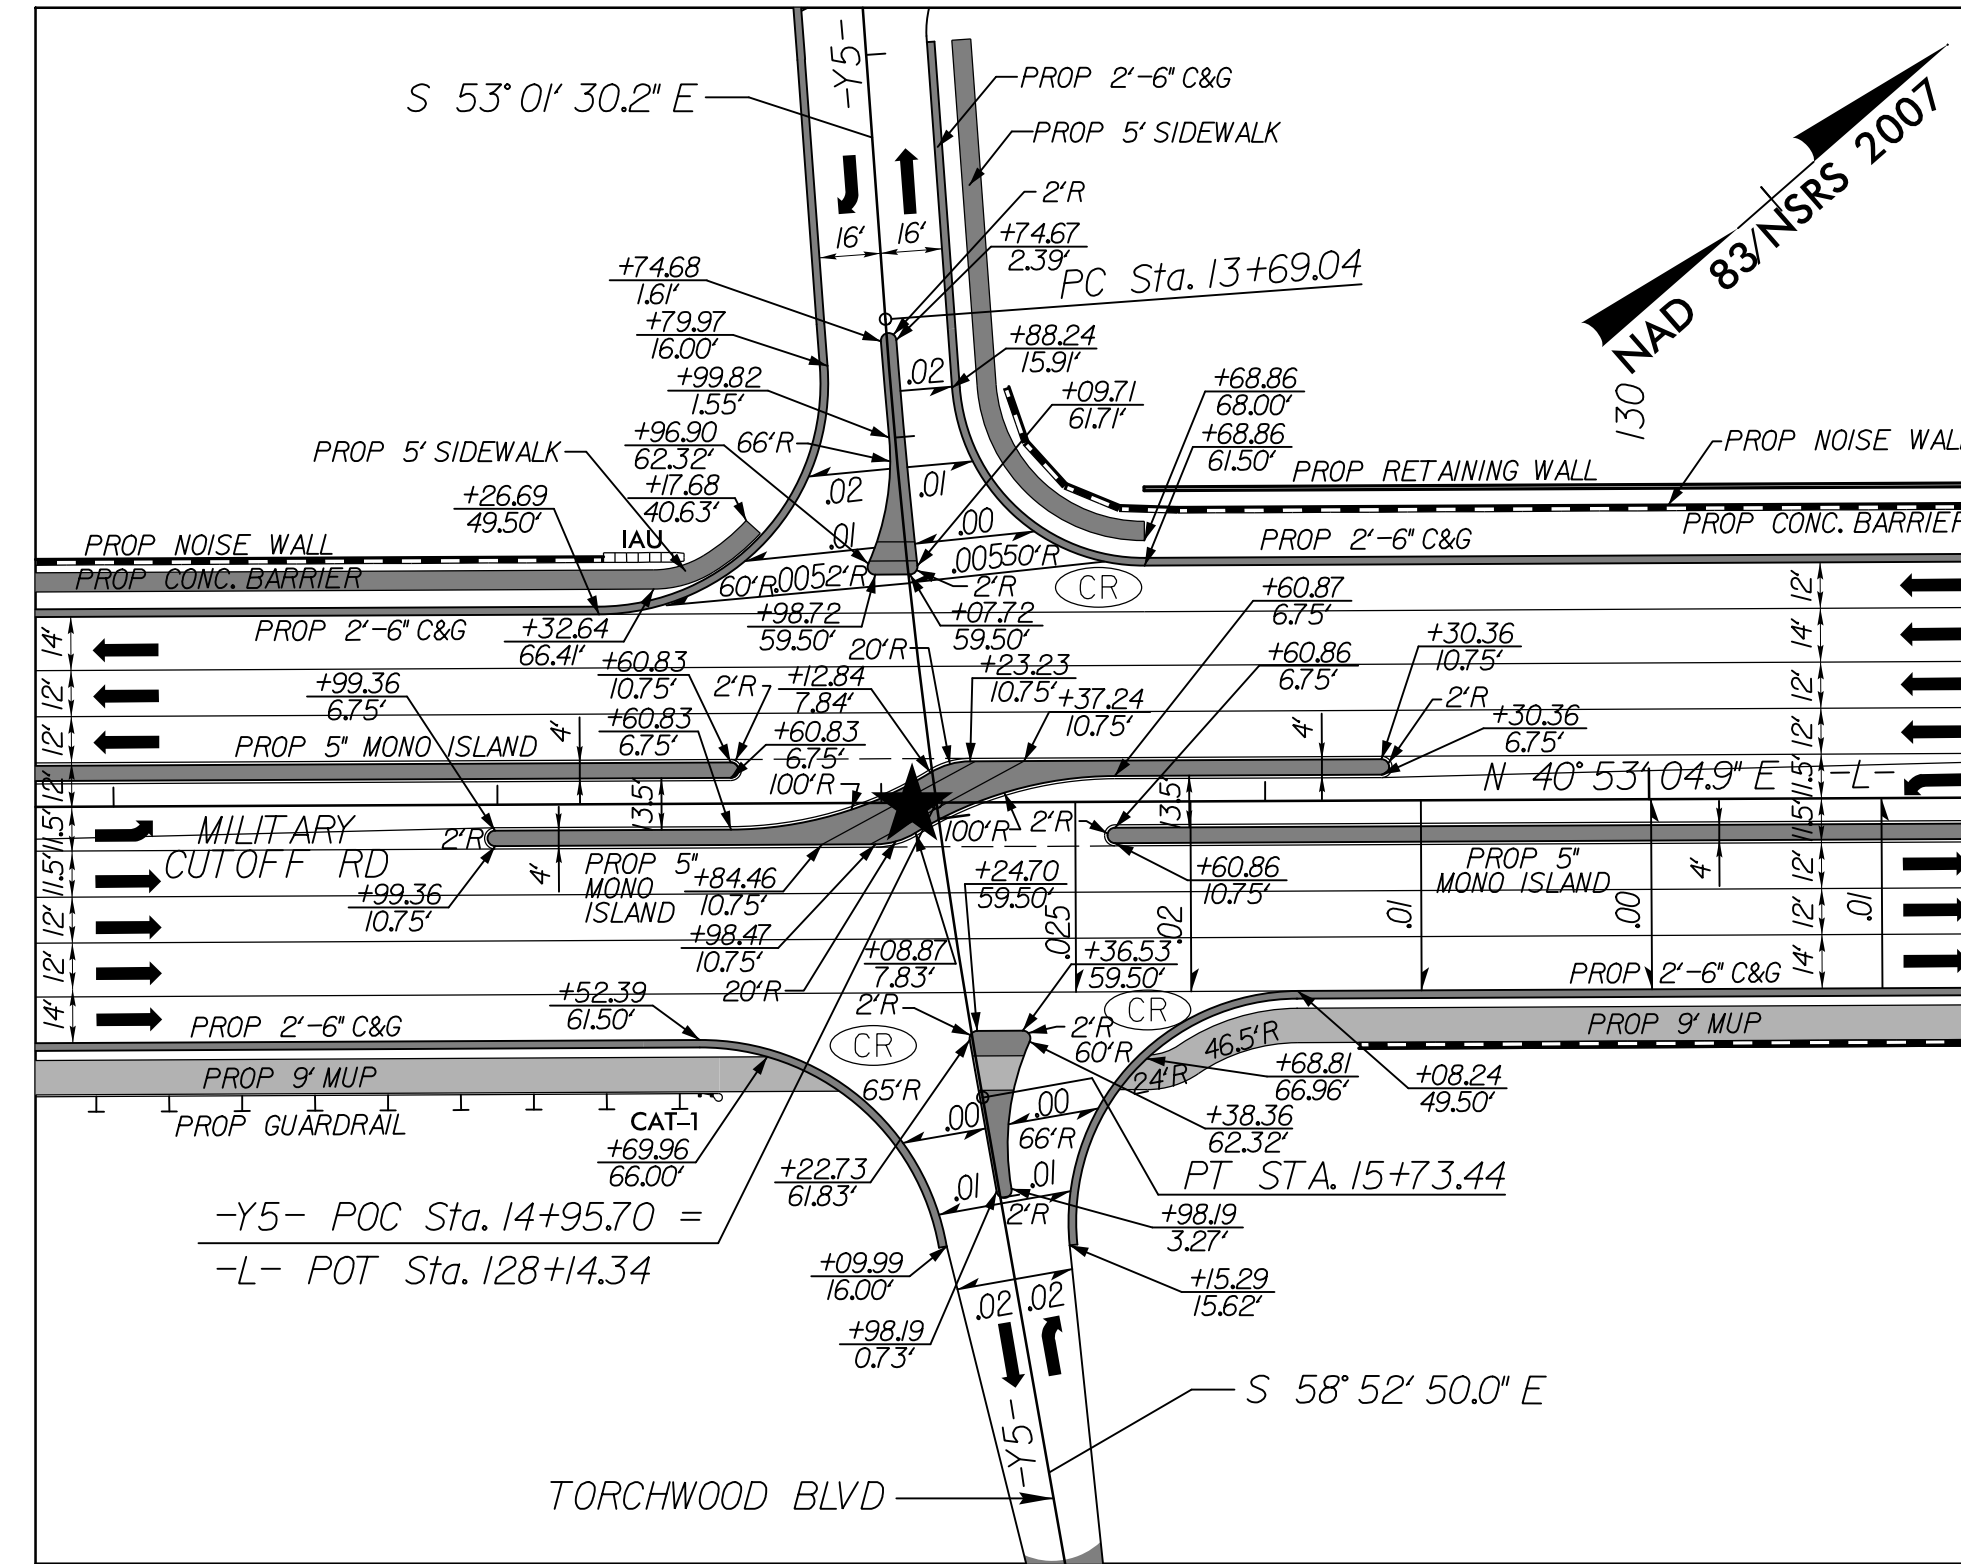 -Y5-
S 53° 01' 30.2" E
PROP 2'-6" C&G
PROP 5' SIDEWALK
NAD 83/NSRS 2007
2'R
16'
16'
+74.67
2.39'
PC Sta. 13+69.04
+74.68
1.61'
+79.97
16.00'
+88.24
15.91'
.02
+99.82
1.55'
+09.71
61.71'
+68.86
68.00'
130
+96.90
62.32'
66'R
+68.86
61.50'
PROP 5' SIDEWALK
PROP NOISE WALL
PROP RETAINING WALL
+17.68
40.63'
.02
.01
+26.69
49.50'
.01
.00
PROP NOISE WALL
IAU
PROP 2'-6" C&G
PROP CONC. BARRIER
PROP CONC. BARRIER
60'R
.0052'R
.00550'R
2'R
CR
+60.87
6.75'
12'
+98.72
59.50'
+07.72
59.50'
14'
PROP 2'-6" C&G
+32.64
66.41'
20'R
+60.86
6.75'
+30.36
10.75'
14'
+60.83
10.75'
2'R
+12.84
7.84'
+23.23
10.75'
12'
+99.36
6.75'
12'
+37.24
10.75'
2'R
+60.83
6.75'
+60.83
6.75'
4'
4'
+30.36
6.75'
12'
PROP 5" MONO ISLAND
12'
12'
13.5'
100'R
13.5'
N 40° 53' 04.9" E
-L-
11.5'
MILITARY
CUTOFF RD
11.5'
2'R
100'R
2'R
11.5'
11.5'
4'
PROP 5"
MONO
ISLAND
+84.46
10.75'
+24.70
59.50'
+60.86
10.75'
PROP 5"
MONO ISLAND
4'
12'
+99.36
10.75'
12'
.025
.02
.01
.00
.01
12'
+98.47
10.75'
+08.87
7.83'
+36.53
59.50'
12'
20'R
14'
PROP 2'-6" C&G
+52.39
61.50'
2'R
CR
14'
PROP 2'-6" C&G
CR
2'R
60'R
46.5'R
PROP 9' MUP
PROP 9' MUP
65'R
24'R
+68.81
66.96'
+08.24
49.50'
PROP GUARDRAIL
CAT-1
.00
.00
66'R
+38.36
62.32'
+69.96
66.00'
+22.73
61.83'
.01
.01
PT STA. 15+73.44
-Y5- POC Sta. 14+95.70 =
-L- POT Sta. 128+14.34
2'R
+98.19
3.27'
+09.99
16.00'
+15.29
15.62'
.02
.02
+98.19
0.73'
S 58° 52' 50.0" E
-Y5-
TORCHWOOD BLVD